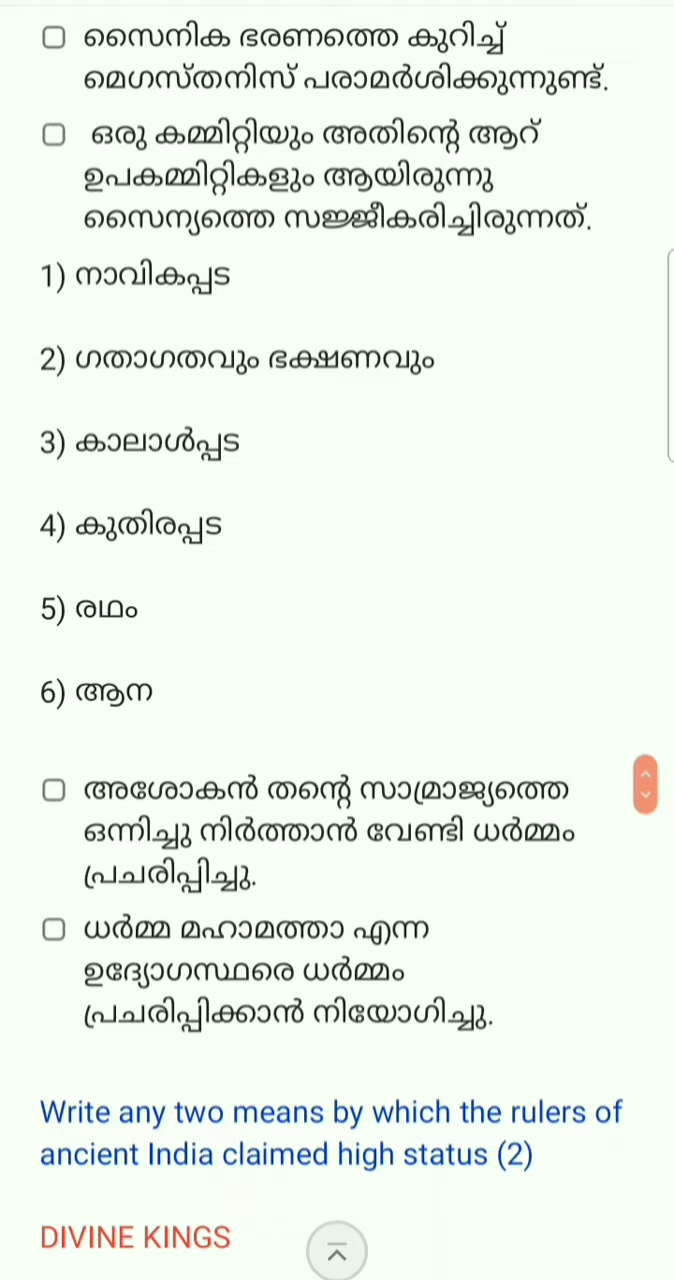 സൈനിക ഭരണത്തെ കുറിച്ച്
മെഗസ്തനിസ് പരാമർശിക്കുന്നുണ്ട്.
ഒരു കമ്മിറ്റിയും അതിന്റെ ആറ്
ഉപകമ്മിറ്റികളും ആയിരുന്നു
സൈന്യത്തെ സജ്ജീകരിച്ചിരുന്നത്.
1) നാവികപ്പട
2) ഗതാഗതവും ഭക്ഷണവും
3) കാലാൾപ്പട
4) കുതിരപ്പട
5) രഥം
6) ആന
അശോകൻ തന്റെ സാമ്രാജ്യത്തെ
ഒന്നിച്ചു നിർത്താൻ വേണ്ടി ധർമ്മം
പ്രചരിപ്പിച്ചു.
ധർമ്മ മഹാമത്താ എന്ന
ഉദ്യോഗസ്ഥരെ ധർമ്മം
പ്രചരിപ്പിക്കാൻ നിയോഗിച്ചു.
Write any two means by which the rulers of
ancient India claimed high status (2)
DIVINE KINGS